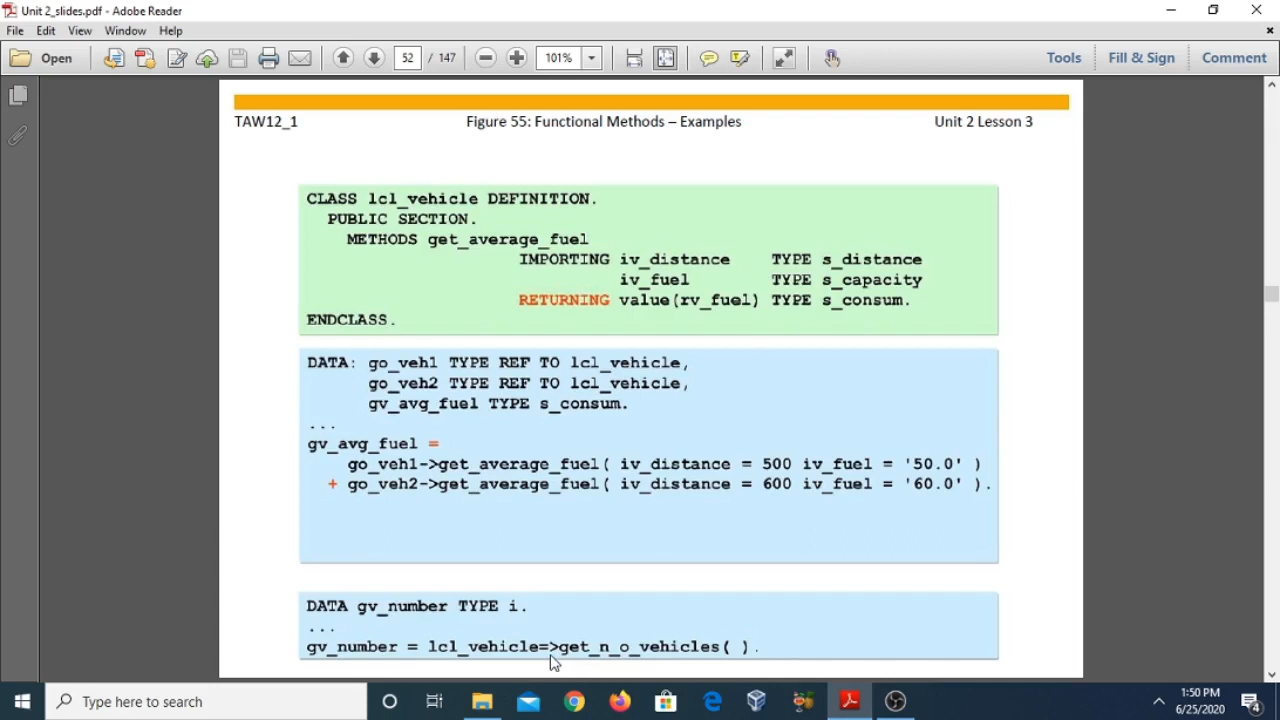 Unit 2_slides.pdf - Adobe Reader
File Edit View Window Help
Open 52 / 147 101% Tools Fill & Sign Comment
TAW12_1 Figure 55: Functional Methods – Examples Unit 2 Lesson 3
CLASS lcl_vehicle DEFINITION.
PUBLIC SECTION.
METHODS get_average_fuel
IMPORTING iv_distance TYPE s_distance
iv_fuel TYPE s_capacity
RETURNING value(rv_fuel) TYPE s_consum.
ENDCLASS.
DATA: go_veh1 TYPE REF TO lcl_vehicle,
go_veh2 TYPE REF TO lcl_vehicle,
gv_avg_fuel TYPE s_consum.
...
gv_avg_fuel =
go_veh1->get_average_fuel( iv_distance = 500 iv_fuel = '50.0' )
+ go_veh2->get_average_fuel( iv_distance = 600 iv_fuel = '60.0' ).
DATA gv_number TYPE i.
...
gv_number = lcl_vehicle=>get_n_o_vehicles( ).
Type here to search
1:50 PM
6/25/2020
4